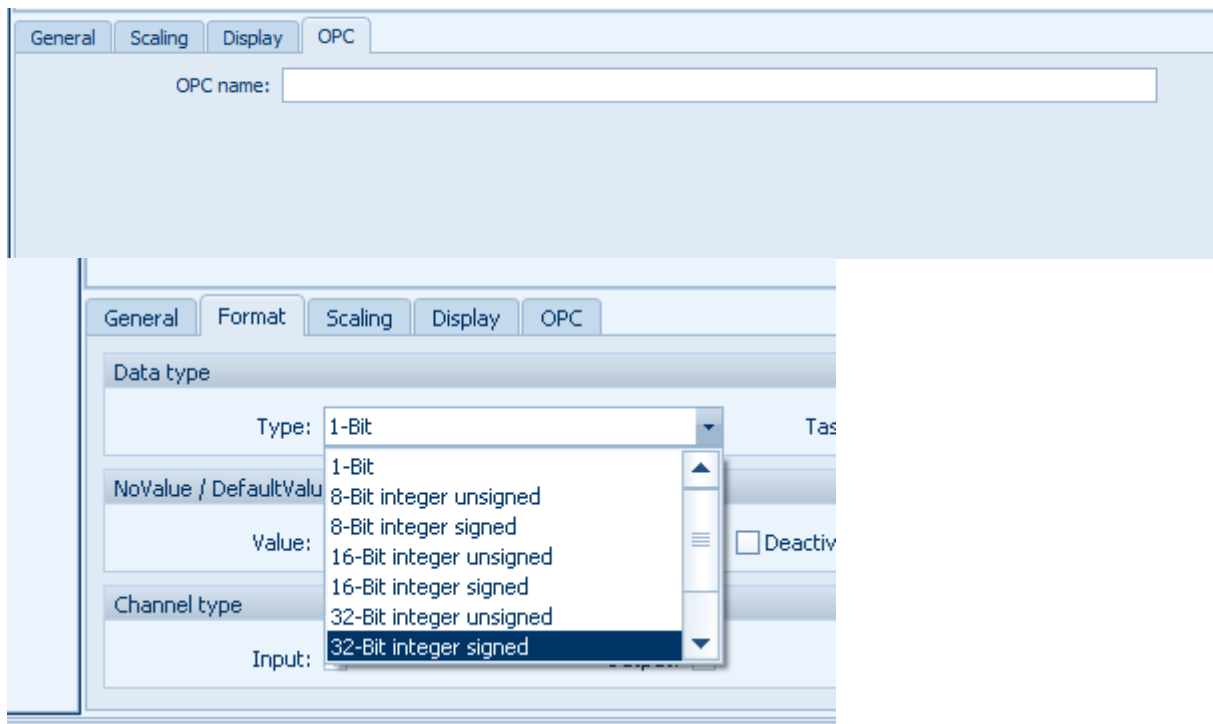 General Scaling Display OPC
OPC name:
General Format Scaling Display OPC
Data type
Type: 1-Bit Tas
1-Bit
NoValue / DefaultValu
8-Bit integer unsigned
8-Bit integer signed
Value: Deactiv
16-Bit integer unsigned
16-Bit integer signed
Channel type
32-Bit integer unsigned
32-Bit integer signed
Input: